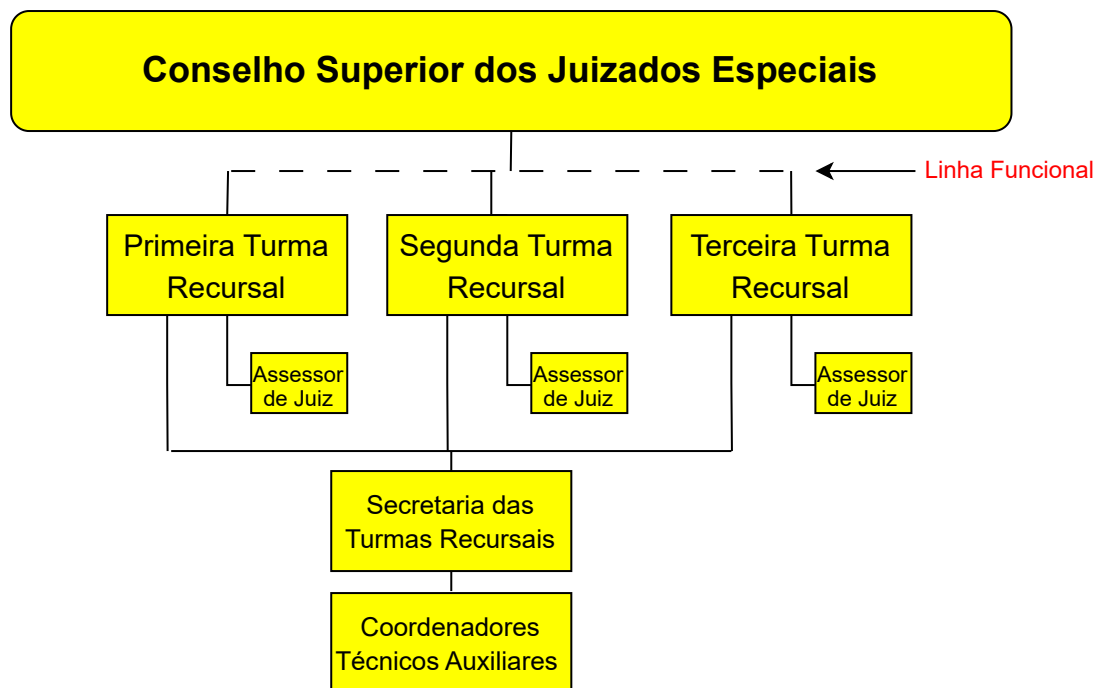 Conselho Superior dos Juizados Especiais
Linha Funcional
Primeira Turma
Recursal
Segunda Turma
Recursal
Terceira Turma
Recursal
Assessor
de Juiz
Assessor
de Juiz
Assessor
de Juiz
Secretaria das
Turmas Recursais
Coordenadores
Técnicos Auxiliares